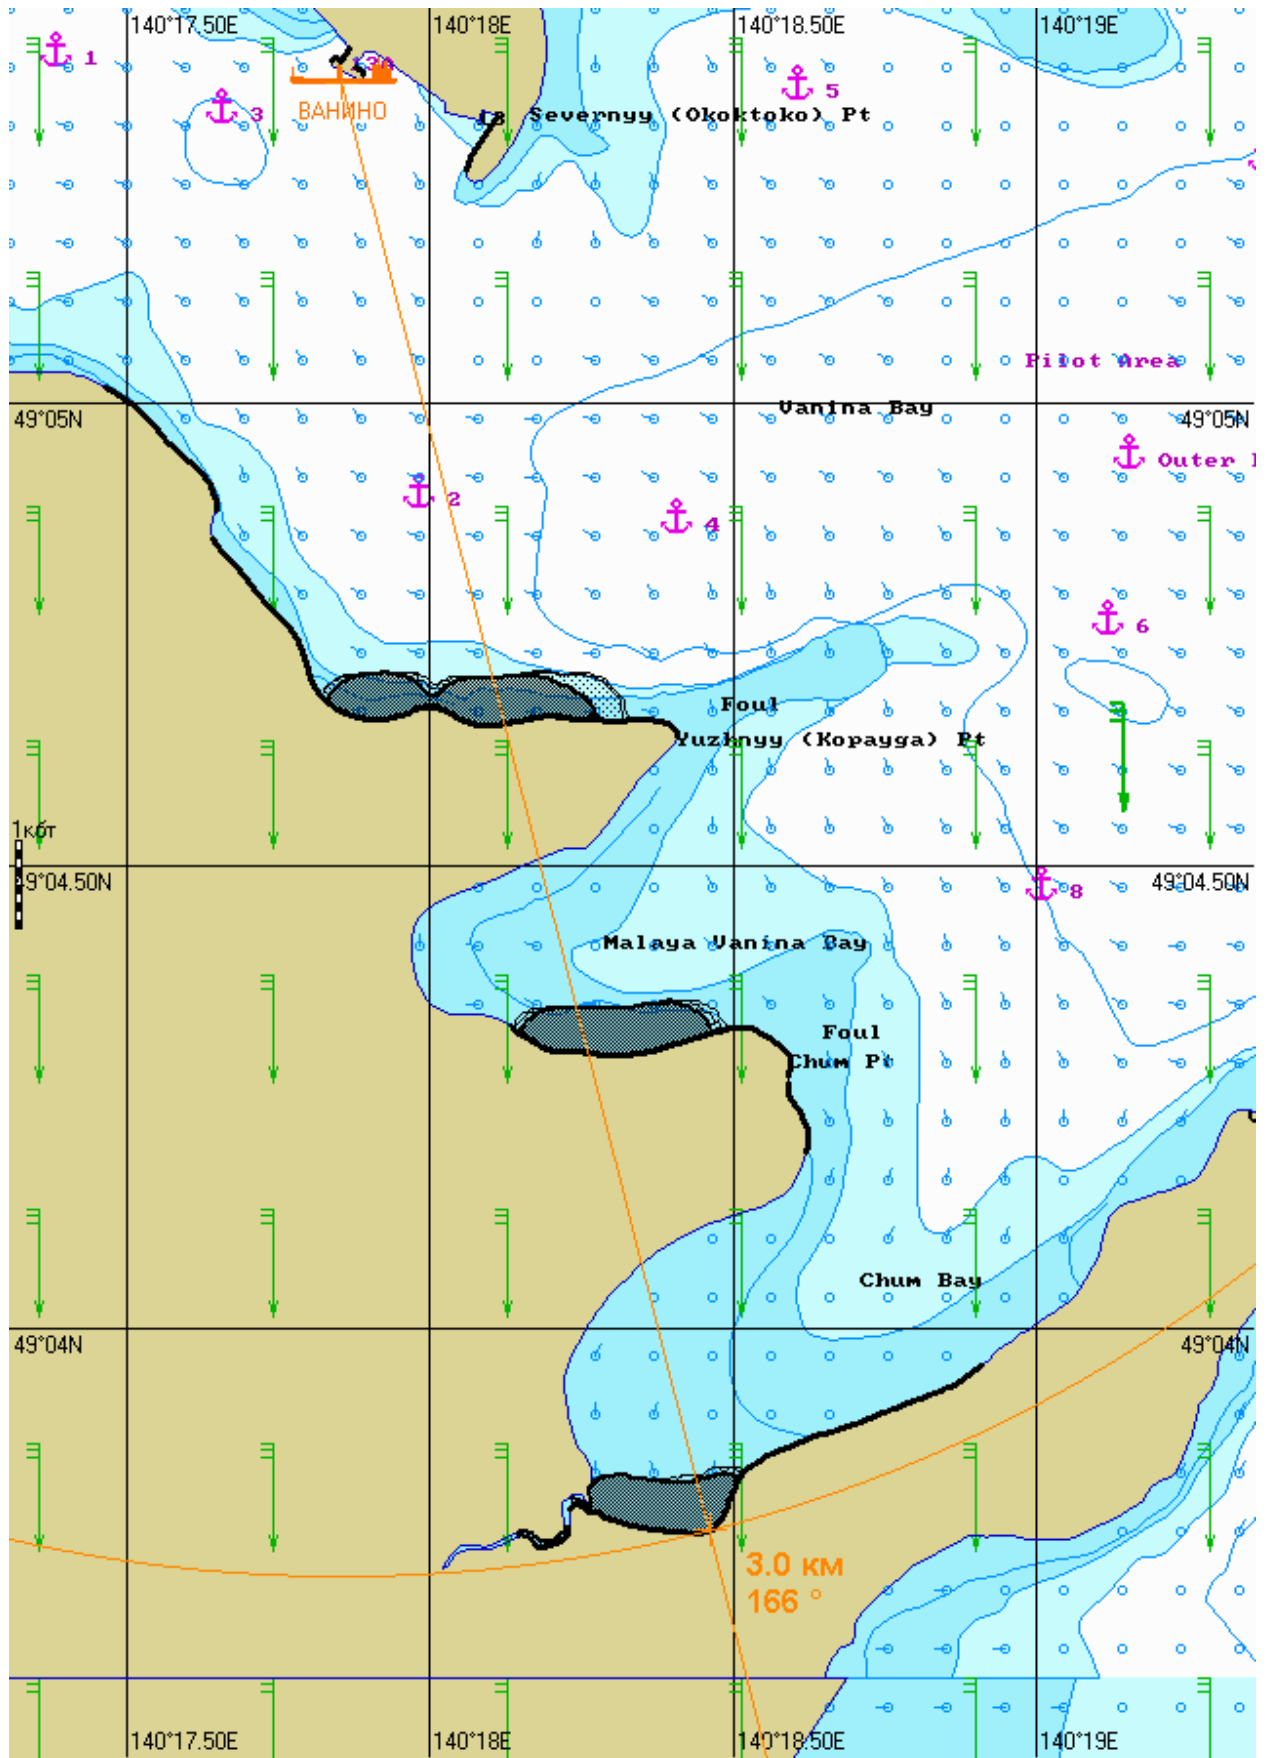 140°17.50E
140°18E
140°18.50E
140°19E
1
3
5
ВАНИНО
Severnyy (Okoktoko) Pt
Pilot Area
Vanina Bay
49°05N
49°05N
Outer
2
4
6
Foul
Yuzhnyy (Kopayga) Pt
1кбт
49°04.50N
49°04.50N
8
Malaya Vanina Bay
Foul
Chum Pt
Chum Bay
49°04N
49°04N
3.0 км
166 °
140°17.50E
140°18E
140°18.50E
140°19E